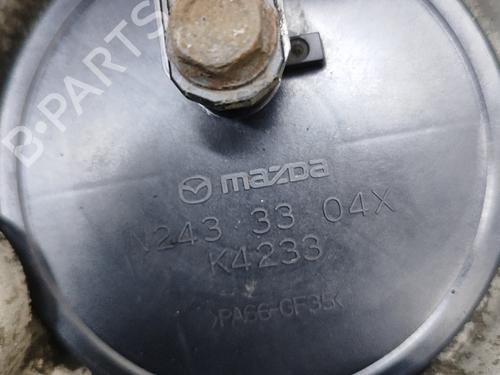 B-PARTS
mazda
N243 33 04X
K4233
>PA66-GF35<